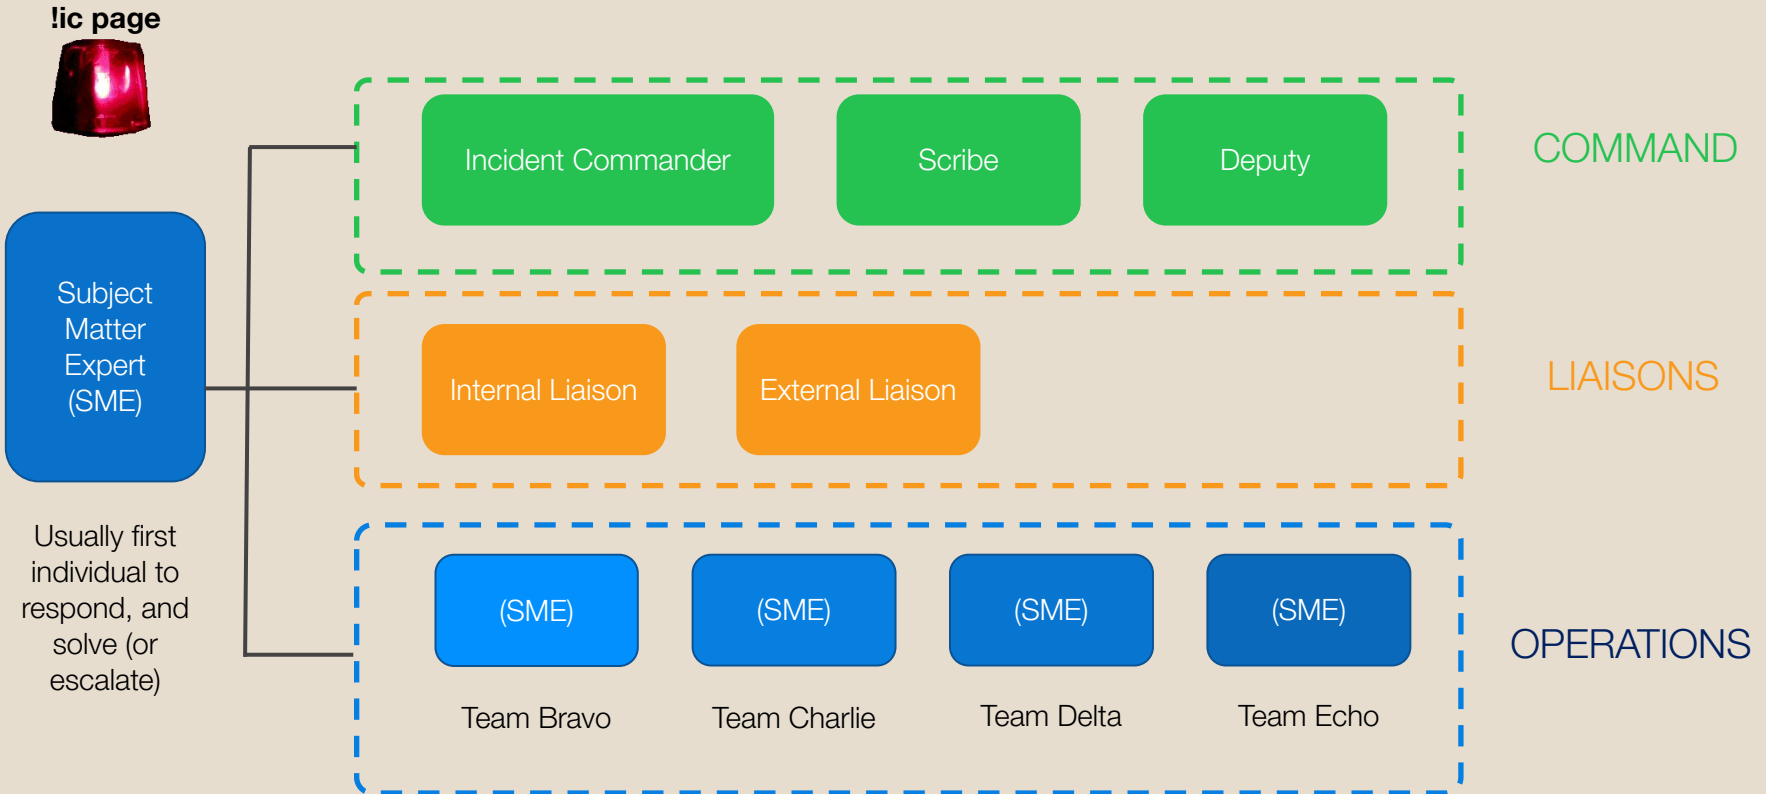 !ic page
Incident Commander
Scribe
Deputy
COMMAND
Subject
Matter
Expert
(SME)
Internal Liaison
External Liaison
LIAISONS
Usually first
individual to
respond, and
solve (or
escalate)
(SME)
(SME)
(SME)
(SME)
OPERATIONS
Team Bravo
Team Charlie
Team Delta
Team Echo